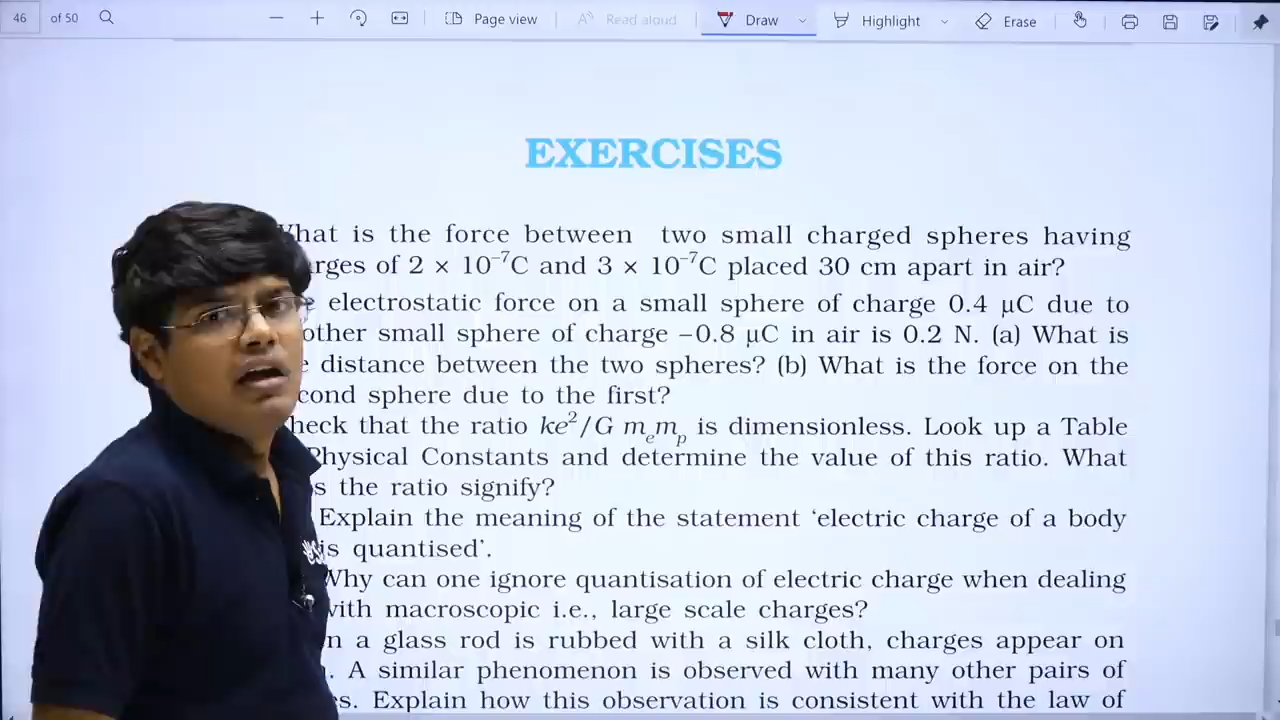 46 of 50 Page view Read aloud Draw Highlight Erase
EXERCISES
What is the force between two small charged spheres having
charges of 2 × 10⁻⁷C and 3 × 10⁻⁷C placed 30 cm apart in air?
electrostatic force on a small sphere of charge 0.4 μC due to
other small sphere of charge –0.8 μC in air is 0.2 N. (a) What is
distance between the two spheres? (b) What is the force on the
second sphere due to the first?
Check that the ratio ke²/G mₑmₚ is dimensionless. Look up a Table
Physical Constants and determine the value of this ratio. What
the ratio signify?
Explain the meaning of the statement ‘electric charge of a body
is quantised’.
Why can one ignore quantisation of electric charge when dealing
with macroscopic i.e., large scale charges?
a glass rod is rubbed with a silk cloth, charges appear on
A similar phenomenon is observed with many other pairs of
Explain how this observation is consistent with the law of